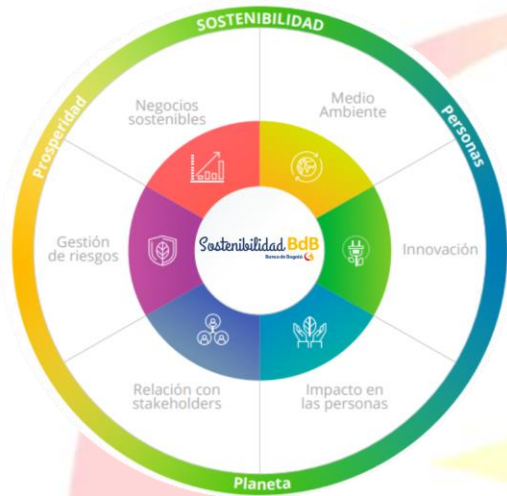 SOSTENIBILIDAD
Negocios
sostenibles
Medio
Ambiente
Prosperidad
Personas
Gestión
de riesgos
Sostenibilidad BdB
Banco de Bogotá
Innovación
Relación con
stakeholders
Impacto en
las personas
Planeta